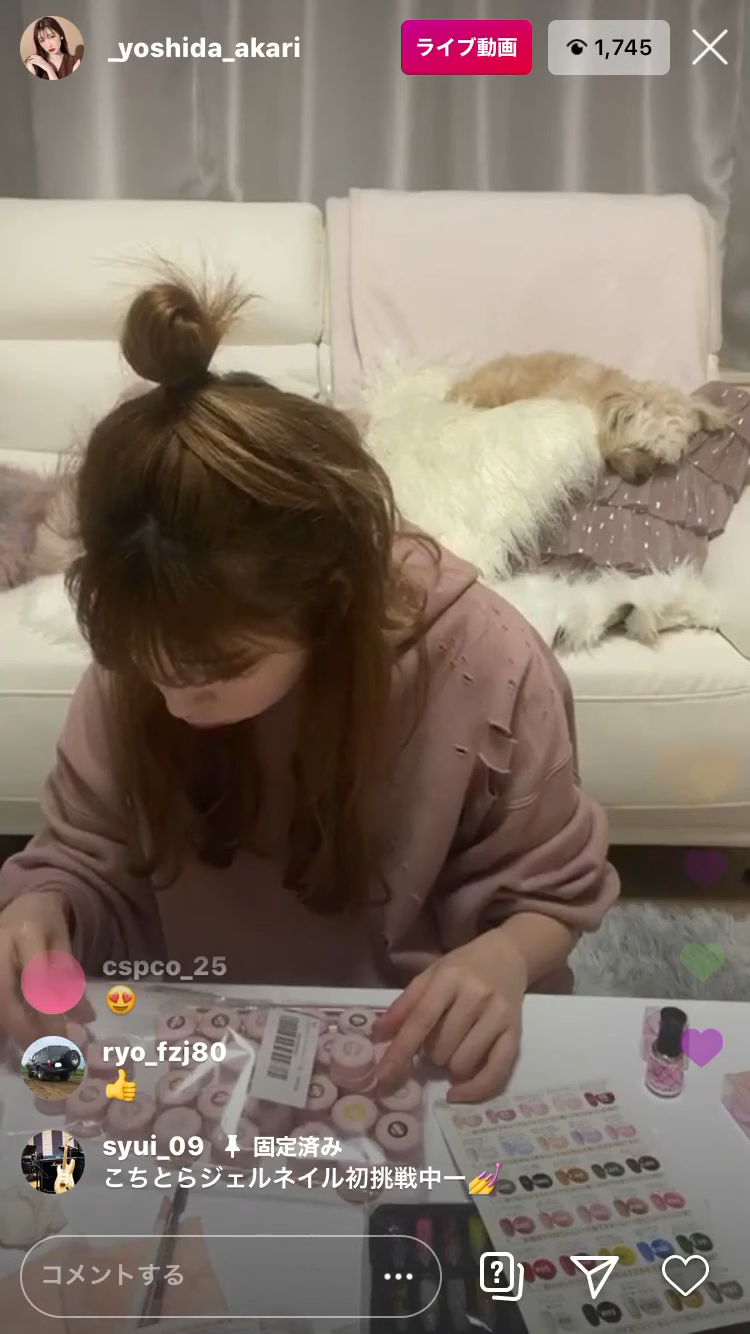 _yoshida_akari
ライブ動画
1,745
cspco_25
😍
ryo_fzj80
👍
syui_09 📌 固定済み
こちとらジェルネイル初挑戦中ー💅
コメントする